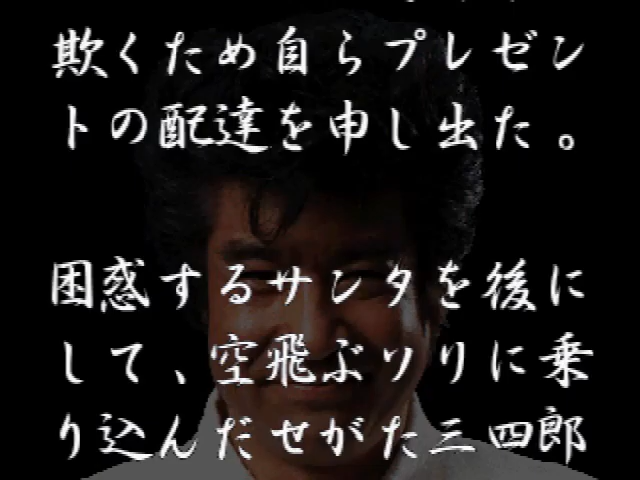 欺くため自らプレゼン
トの配達を申し出た。
困惑するサンタを後に
して、空飛ぶソリに乗
り込んだせがた三四郎